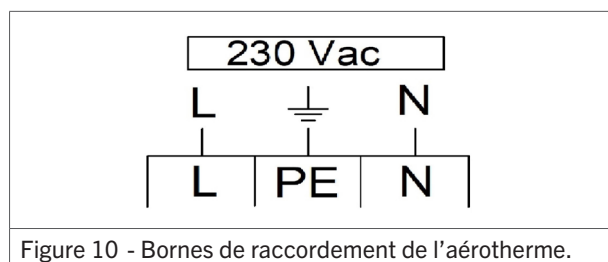 230 Vac
L N
L PE N
Figure 10 - Bornes de raccordement de l'aérotherme.